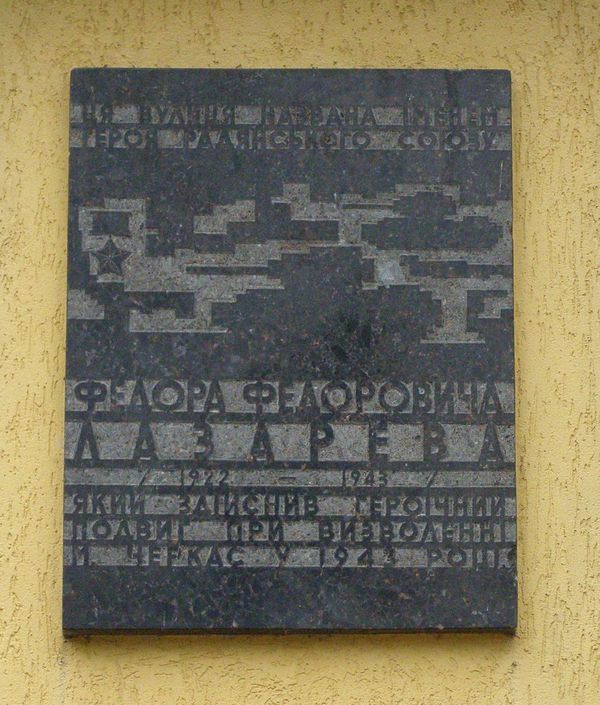 ЦЯ ВУЛИЦЯ НАЗВАНА ІМЕНЕМ
ГЕРОЯ РАДЯНСЬКОГО СОЮЗУ
ФЕДОРА ФЕДОРОВИЧА
ЛАЗАРЕВА
/ 1922 — 1943 /
ЯКИЙ ЗДІЙСНИВ ГЕРОЇЧНИЙ
ПОДВИГ ПРИ ВИЗВОЛЕННІ
М. ЧЕРКАС У 1943 РОЦІ.